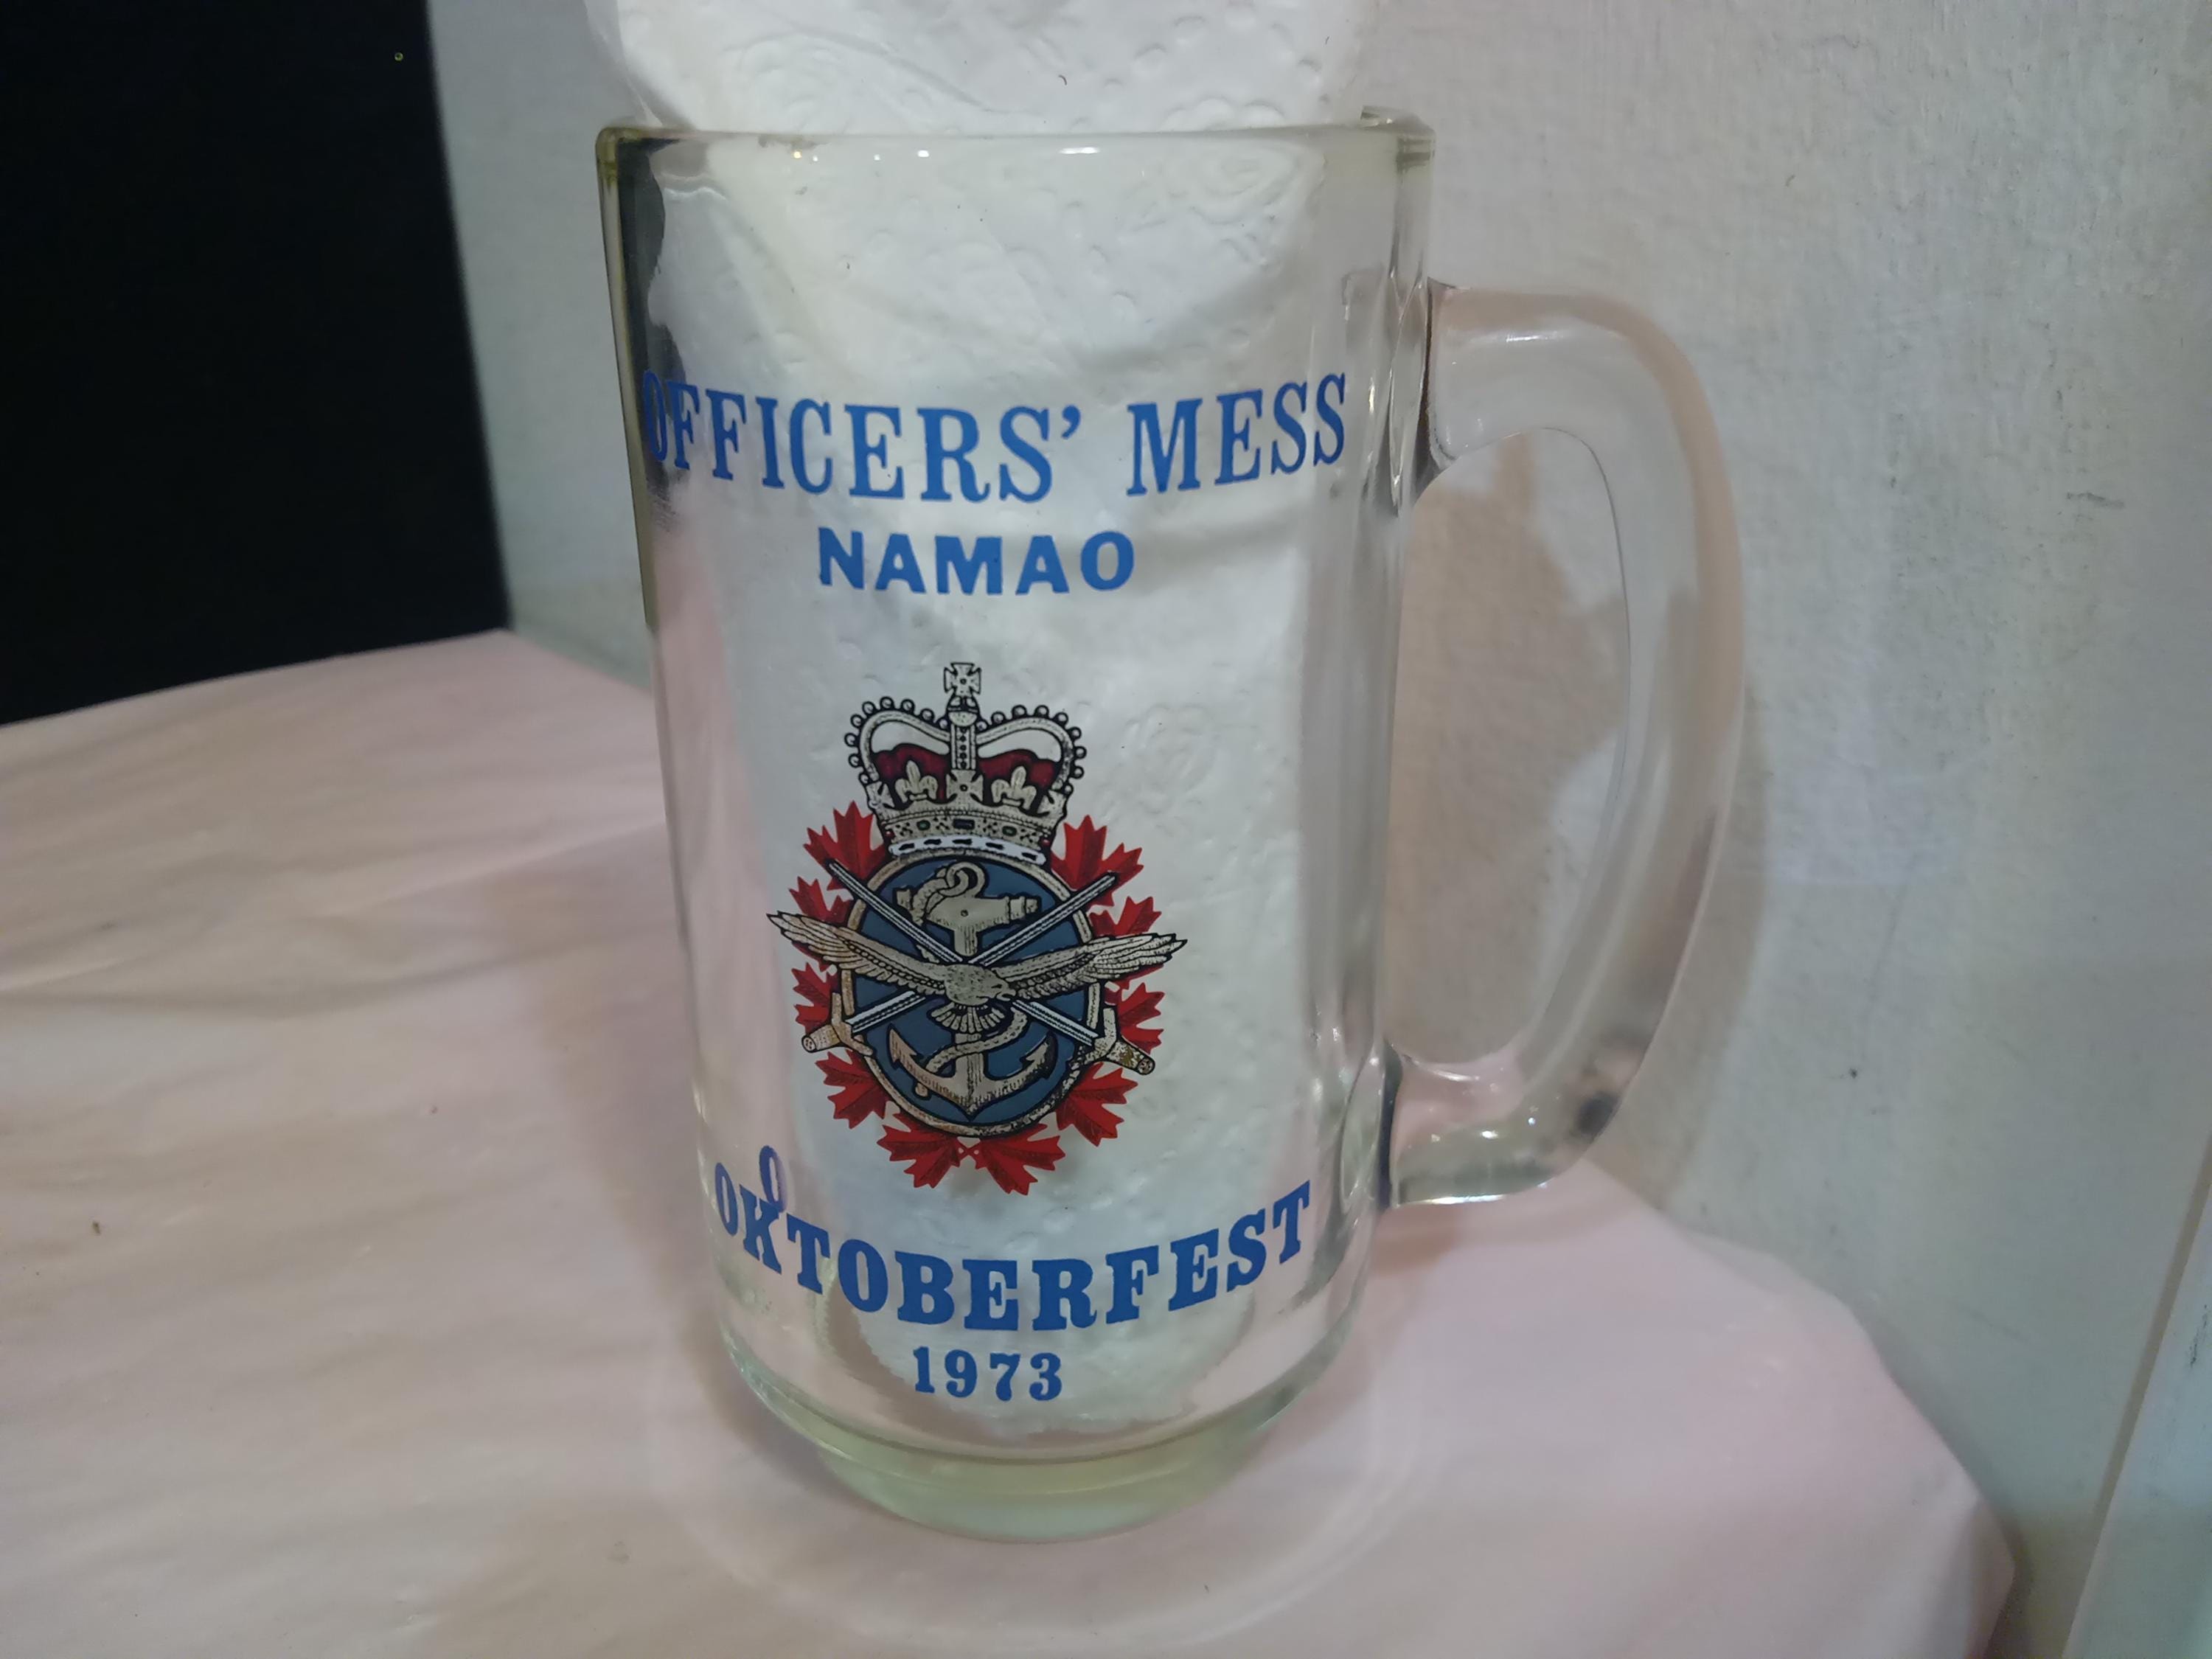 OFFICERS' MESS
NAMAO
O
OKTOBERFEST
1973